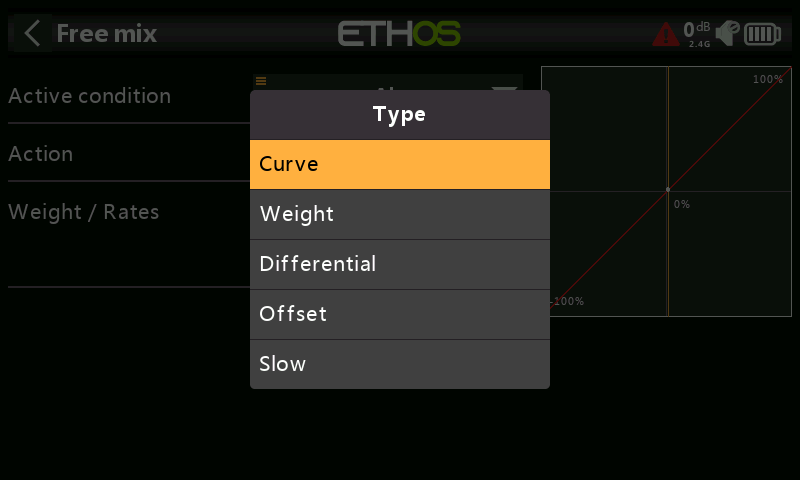 Free mix
ETHOS
0 dB
2.4G
Active condition
Action
Weight / Rates
Type
Curve
Weight
Differential
Offset
Slow
100%
0%
-100%